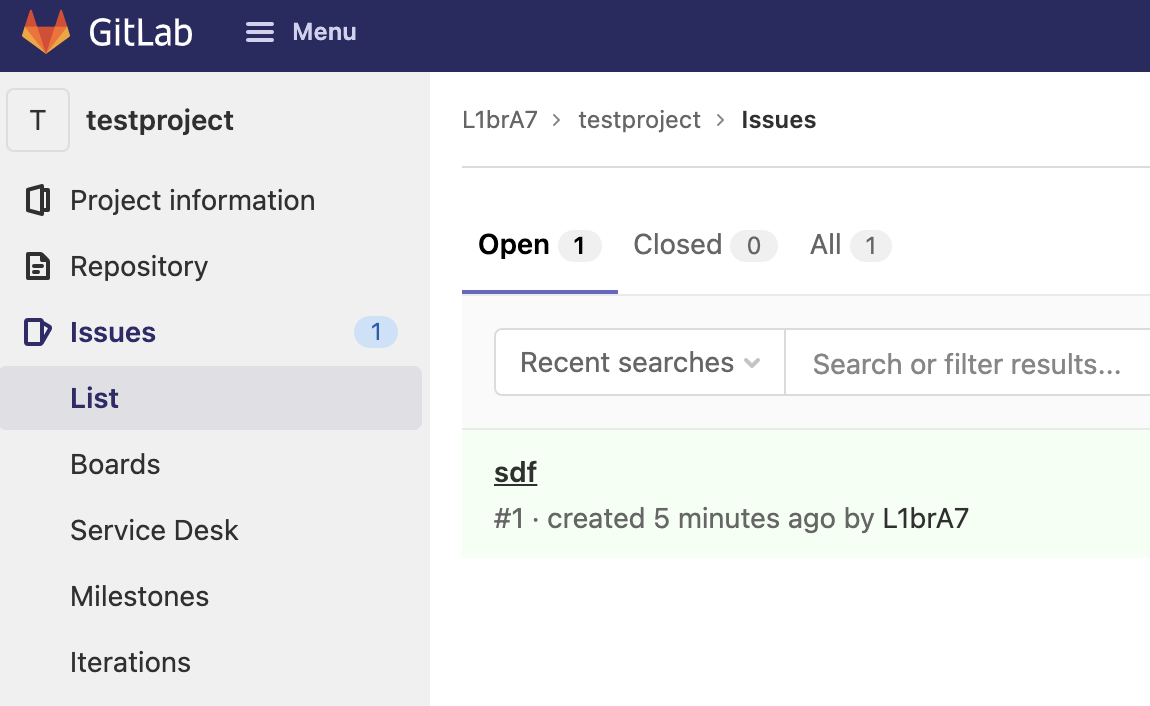 GitLab Menu
T testproject
Project information
Repository
Issues 1
List
Boards
Service Desk
Milestones
Iterations
L1brA7 > testproject > Issues
Open 1 Closed 0 All 1
Recent searches Search or filter results...
sdf
#1 · created 5 minutes ago by L1brA7